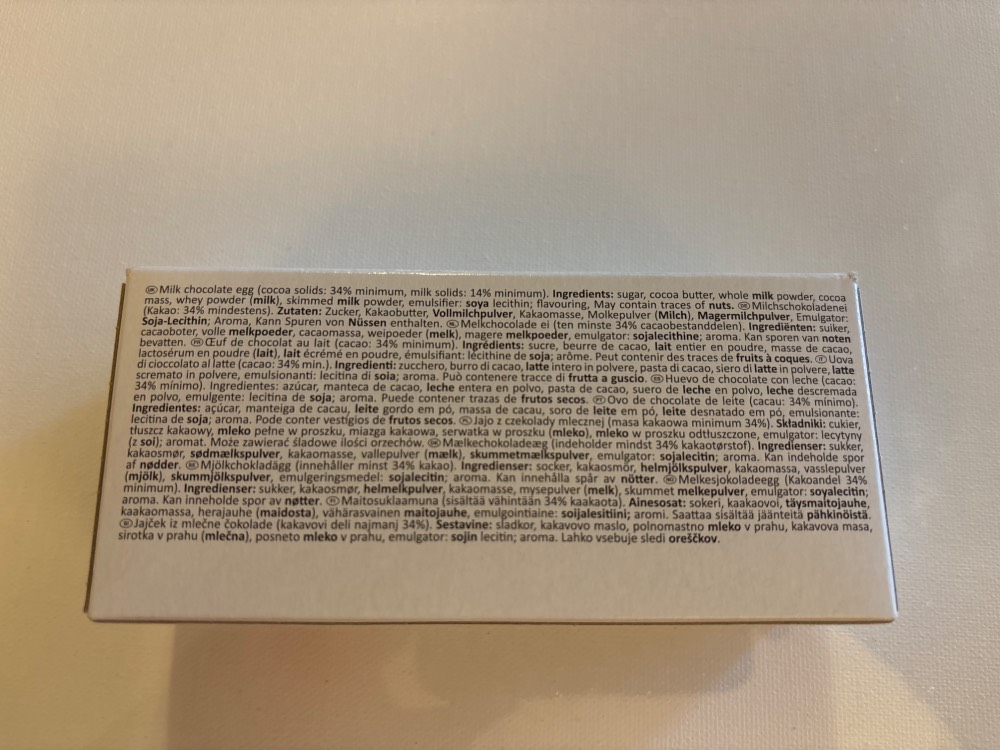 Milk chocolate egg (cocoa solids: 34% minimum, milk solids: 14% minimum). Ingredients: sugar, cocoa butter, whole milk powder, cocoa
mass, whey powder (milk), skimmed milk powder, emulsifier: soya lecithin; flavouring, May contain traces of nuts. Milchschokoladenei
(Kakao: 34% mindestens). Zutaten: Zucker, Kakaobutter, Vollmilchpulver, Kakaomasse, Molkepulver (Milch), Magermilchpulver, Emulgator:
Soja-Lecithin; Aroma, Kann Spuren von Nüssen enthalten. Melkchocolade ei (ten minste 34% cacaobestanddelen). Ingrediënten: suiker,
cacaoboter, volle melkpoeder, cacaomassa, weipoeder (melk), magere melkpoeder, emulgator: sojalecithine; aroma. Kan sporen van noten
bevatten. Œuf de chocolat au lait (cacao: 34% minimum). Ingrédients: sucre, beurre de cacao, lait entier en poudre, masse de cacao,
lactosérum en poudre (lait), lait écrémé en poudre, émulsifiant: lécithine de soja; arôme. Peut contenir des traces de fruits à coques. Uova
di cioccolato al latte (cacao: 34% min.). Ingredienti: zucchero, burro di cacao, latte intero in polvere, pasta di cacao, siero di latte in polvere, latte
scremato in polvere, emulsionanti: lecitina di soia; aroma. Può contenere tracce di frutta a guscio. Huevo de chocolate con leche (cacao:
34% mínimo). Ingredientes: azúcar, manteca de cacao, leche entera en polvo, pasta de cacao, suero de leche en polvo, leche descremada
en polvo, emulgente: lecitina de soja; aroma. Puede contener trazas de frutos secos. Ovo de chocolate de leite (cacau: 34% mínimo).
Ingredientes: açúcar, manteiga de cacau, leite gordo em pó, massa de cacau, soro de leite em pó, leite desnatado em pó, emulsionante:
lecitina de soja; aroma. Pode conter vestígios de frutos secos. Jajo z czekolady mlecznej (masa kakaowa minimum 34%). Składniki: cukier,
tłuszcz kakaowy, mleko pełne w proszku, miazga kakaowa, serwatka w proszku (mleko), mleko w proszku odtłuszczone, emulgator: lecytyny
(z soi); aromat. Może zawierać śladowe ilości orzechów. Mælkechokoladeæg (indeholder mindst 34% kakaotørstof). Ingredienser: sukker,
kakaosmør, sødmælkspulver, kakaomasse, vallepulver (mælk), skummetmælkspulver, emulgator: sojalecitin; aroma. Kan indeholde spor
af nødder. Mjölkchokladägg (innehåller minst 34% kakao). Ingredienser: socker, kakaosmör, helmjölkspulver, kakaomassa, vasslepulver
(mjölk), skummjölkspulver, emulgeringsmedel: sojalecitin; aroma. Kan innehålla spår av nötter. Melkesjokoladeegg (Kakoandel 34%
minimum). Ingredienser: sukker, kakaosmør, helmelkpulver, kakaomasse, mysepulver (melk), skummet melkepulver, emulgator: soyalecitin;
aroma. Kan inneholde spor av nøtter. Maitosuklaamuna (sisältää vähintään 34% kaakaota). Ainesosat: sokeri, kaakaovoi, täysmaitojauhe,
kaakaomassa, herajauhe (maidosta), vähärasvainen maitojauhe, emulgointiaine: soijalesitiini; aromi. Saattaa sisältää jäänteitä pähkinöistä.
Jajček iz mlečne čokolade (kakavovi deli najmanj 34%). Sestavine: sladkor, kakavovo maslo, polnomastno mleko v prahu, kakavova masa,
sirotka v prahu (mlečna), posneto mleko v prahu, emulgator: sojin lecitin; aroma. Lahko vsebuje sledi oreščkov.